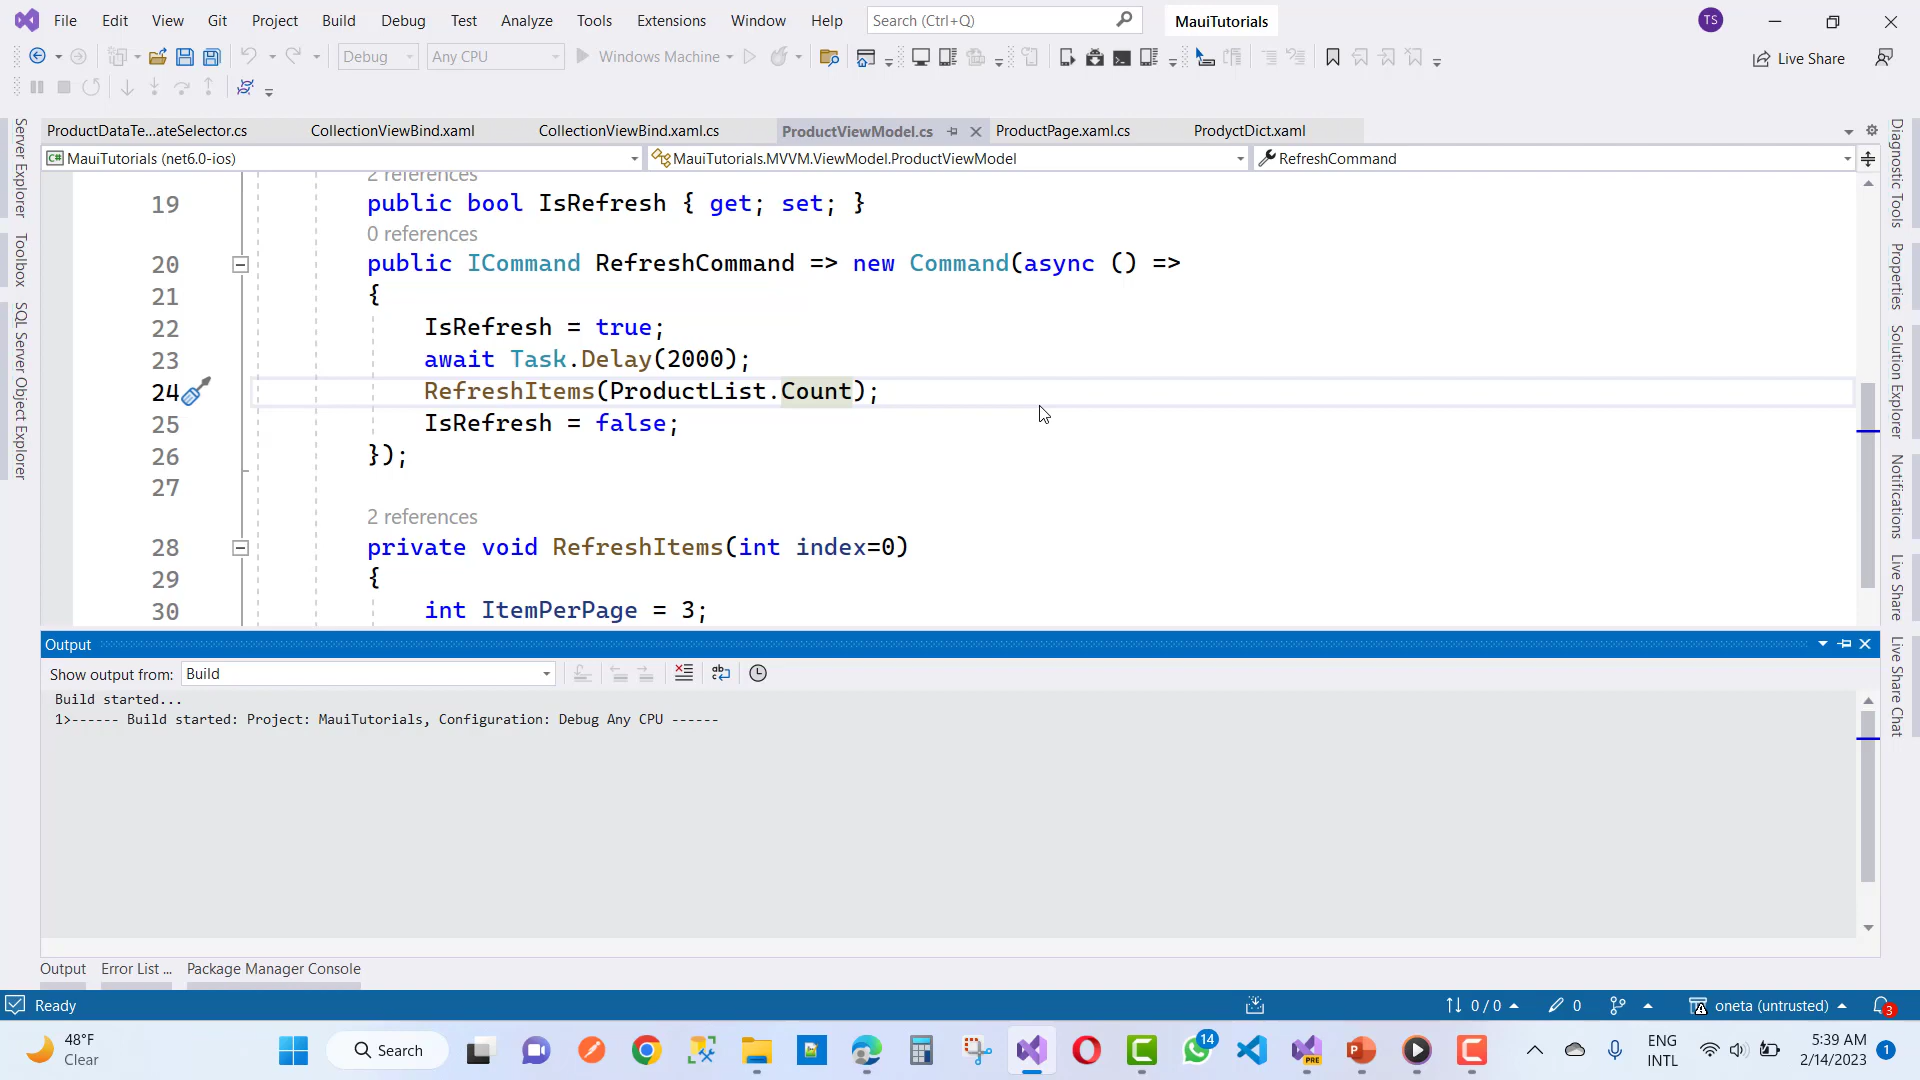 File Edit View Git Project Build Debug Test Analyze Tools Extensions Window Help Search (Ctrl+Q) MauiTutorials TS
Debug Any CPU Windows Machine Live Share
ProductDataTe...ateSelector.cs CollectionViewBind.xaml CollectionViewBind.xaml.cs ProductViewModel.cs ProductPage.xaml.cs ProdyctDict.xaml
C# MauiTutorials (net6.0-ios) MauiTutorials.MVVM.ViewModel.ProductViewModel RefreshCommand
2 references
19 public bool IsRefresh { get; set; }
0 references
20 public ICommand RefreshCommand => new Command(async () =>
21 {
22 IsRefresh = true;
23 await Task.Delay(2000);
24 RefreshItems(ProductList.Count);
25 IsRefresh = false;
26 });
27
2 references
28 private void RefreshItems(int index=0)
29 {
30 int ItemPerPage = 3;
Server Explorer
Toolbox
SQL Server Object Explorer
Diagnostic Tools
Properties
Solution Explorer
Notifications
Live Share
Live Share Chat
Output
Show output from: Build
Build started...
1>------ Build started: Project: MauiTutorials, Configuration: Debug Any CPU ------
Output Error List ... Package Manager Console
Ready 0 / 0 0 oneta (untrusted) 3
48°F
Clear
Search
14
PRE
ENG
INTL
5:39 AM
2/14/2023
1